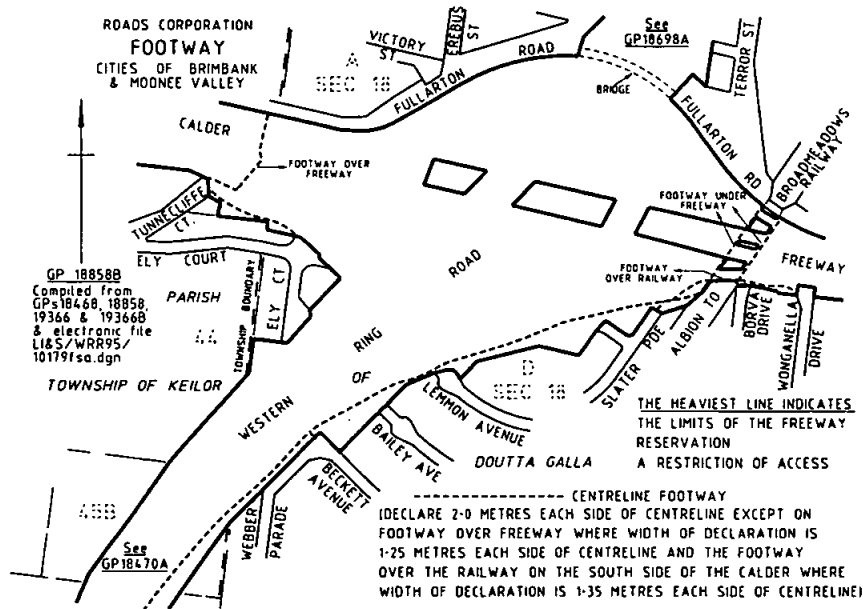 ROADS CORPORATION
FOOTWAY
CITIES OF BRIMBANK
& MOONEE VALLEY
VICTORY
ST
EREBUS
ST
A
SEC 18
FULLARTON
ROAD
See
GP18698A
BRIDGE
TERROR ST
FULLARTON
RD
BROADMEADOWS
RAILWAY
CALDER
FOOTWAY OVER
FREEWAY
FOOTWAY UNDER
FREEWAY
TUNNECLIFFE
CT.
ELY COURT
ELY CT
ROAD
FOOTWAY
OVER RAILWAY
FREEWAY
GP 18858B
Compiled from
GPs18468, 18858,
19366 & 19366B
& electronic file
LI&S/WRR95/
10179fsa.dgn
PARISH
44
TOWNSHIP BOUNDARY
TOWNSHIP OF KEILOR
WESTERN
RING
OF
D
SEC 18
SLATER PDE
ALBION TO
BORVA
DRIVE
WONGANELLA
DRIVE
LEMMON AVENUE
BAILEY AVE
BECKETT
AVENUE
WEBBER
PARADE
DOUTTA GALLA
45B
See
GP18470A
THE HEAVIEST LINE INDICATES
THE LIMITS OF THE FREEWAY
RESERVATION
A RESTRICTION OF ACCESS
CENTRELINE FOOTWAY
(DECLARE 2·0 METRES EACH SIDE OF CENTRELINE EXCEPT ON
FOOTWAY OVER FREEWAY WHERE WIDTH OF DECLARATION IS
1·25 METRES EACH SIDE OF CENTRELINE AND THE FOOTWAY
OVER THE RAILWAY ON THE SOUTH SIDE OF THE CALDER WHERE
WIDTH OF DECLARATION IS 1·35 METRES EACH SIDE OF CENTRELINE)